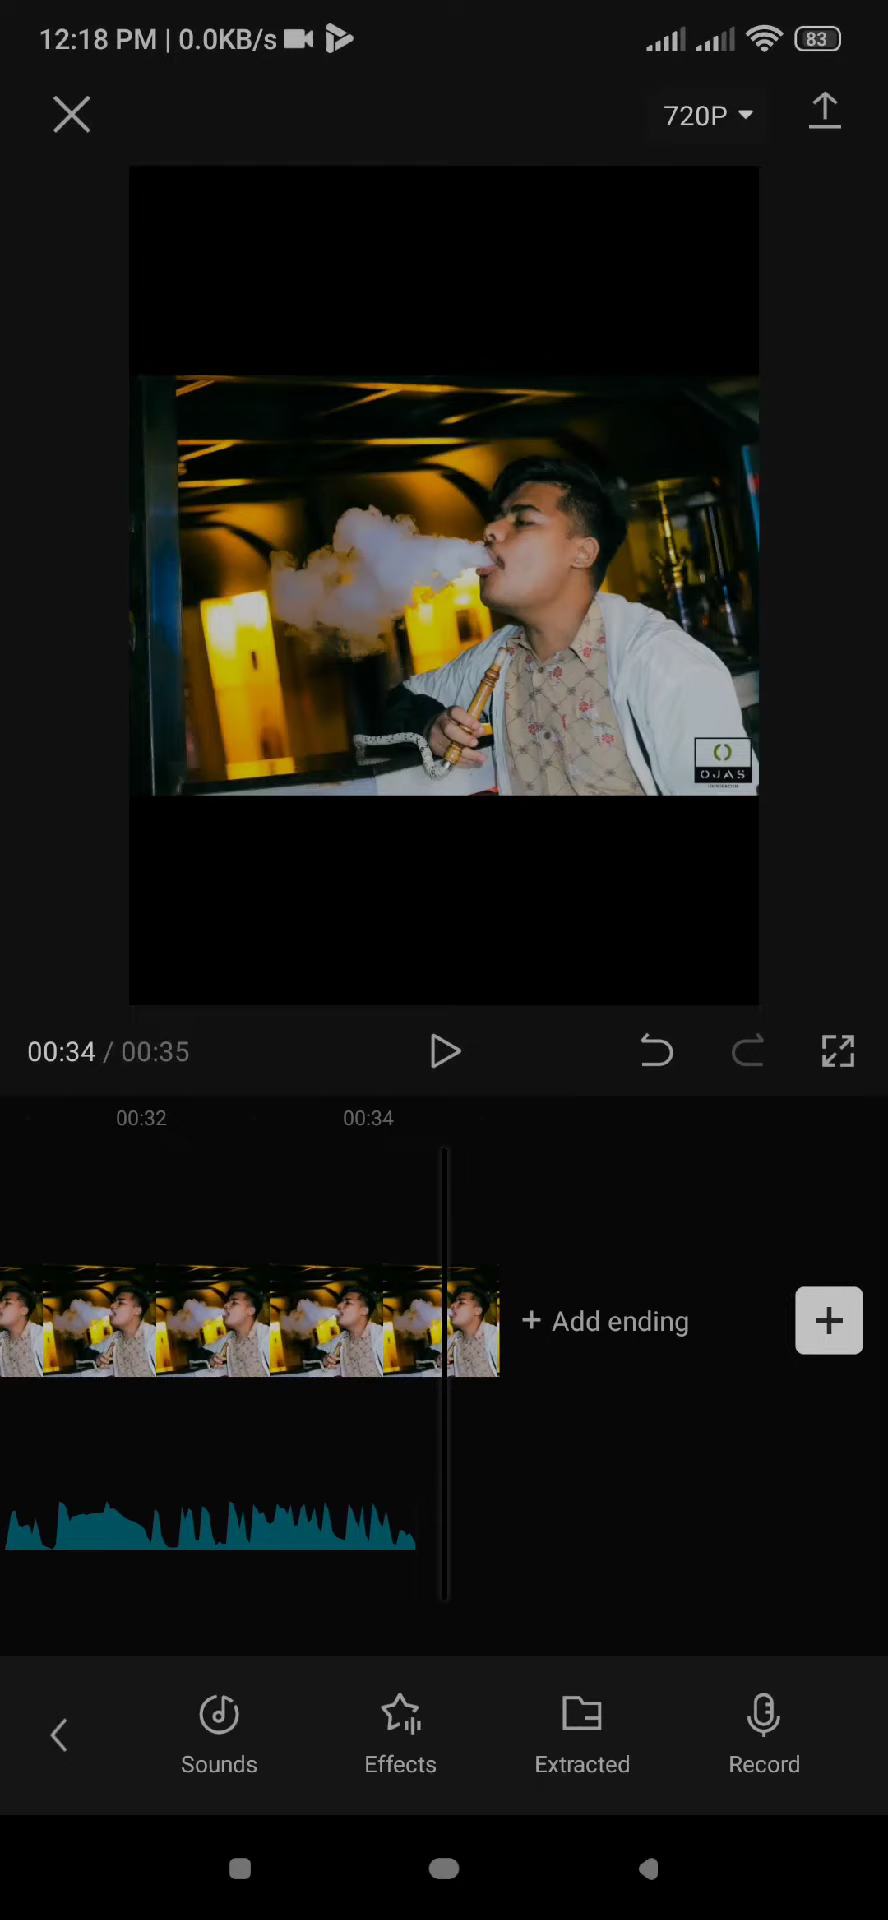 12:18 PM | 0.0KB/s
83
720P
OJAS
00:34 / 00:35
00:32 00:34
+ Add ending
Sounds Effects Extracted Record